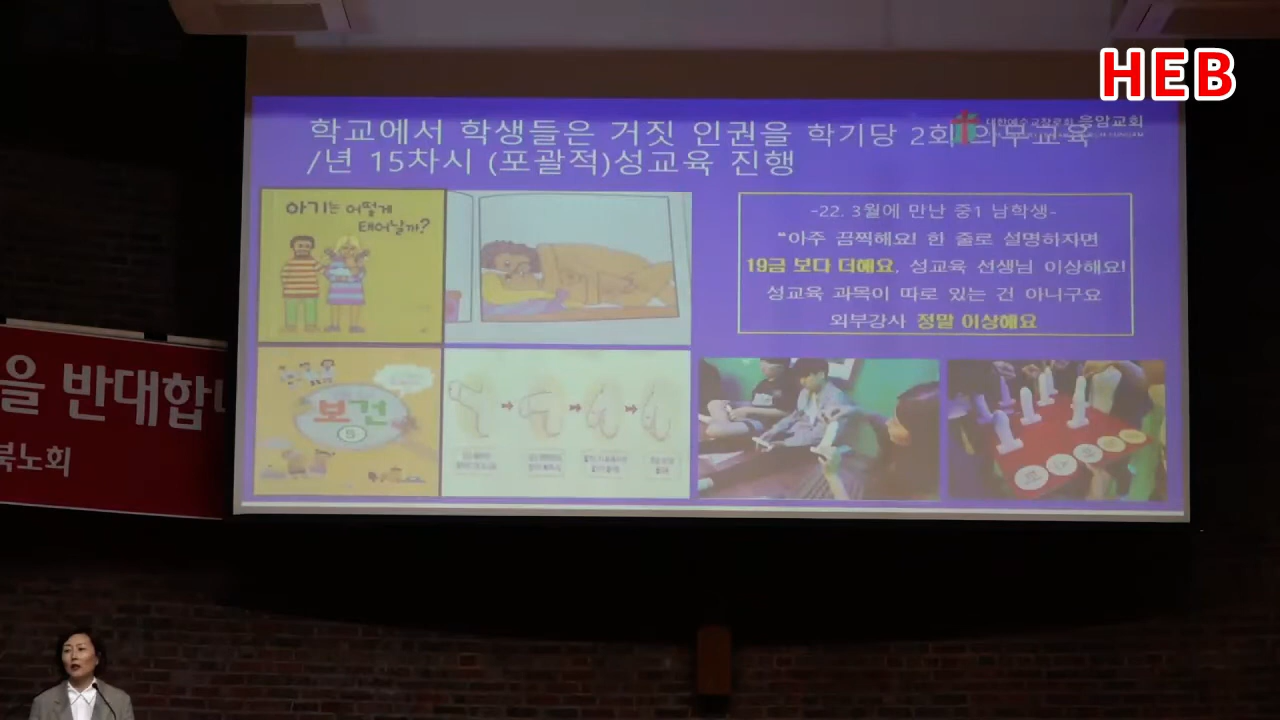 HEB
대한예수교장로회 응암교회
학교에서 학생들은 거짓 인권을 학기당 2회 의무교육
/년 15차시 (포괄적)성교육 진행
아기는 어떻게
태어날까?
-22. 3월에 만난 중1 남학생-
“아주 끔찍해요! 한 줄로 설명하자면
19금 보다 더해요, 성교육 선생님 이상해요!
성교육 과목이 따로 있는 건 아니구요
외부강사 정말 이상해요
보건
5
을 반대합니
북노회